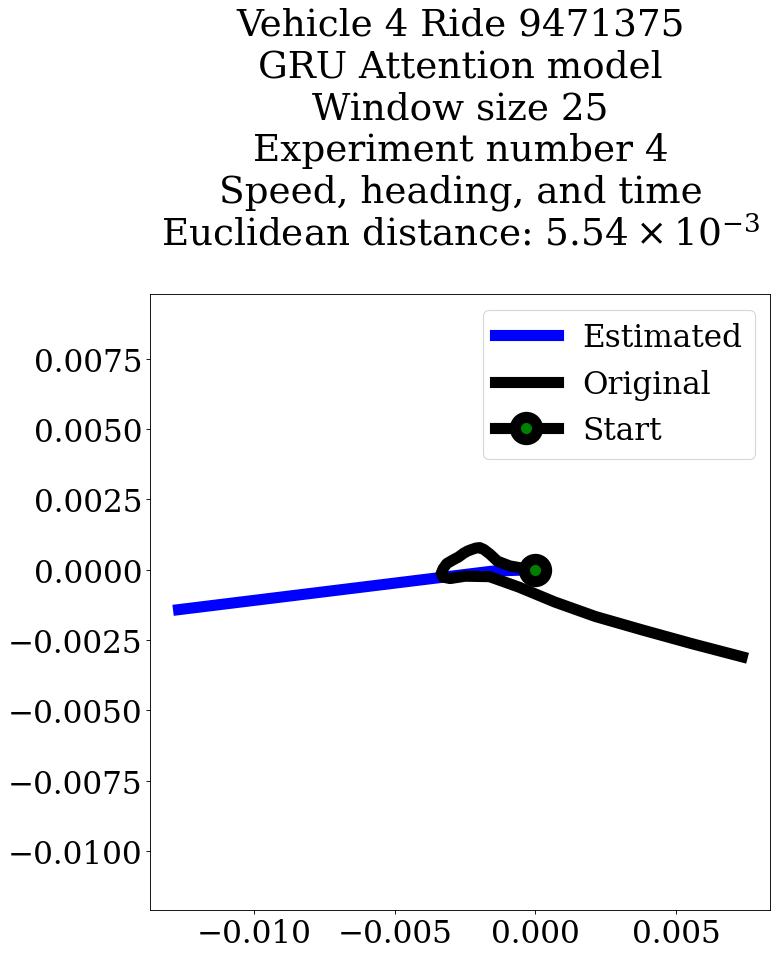 Vehicle 4 Ride 9471375
GRU Attention model
Window size 25
Experiment number 4
Speed, heading, and time
Euclidean distance: 5.54 × 10⁻³
Estimated
Original
Start
0.0075
0.0050
0.0025
0.0000
−0.0025
−0.0050
−0.0075
−0.0100
−0.010 −0.005 0.000 0.005